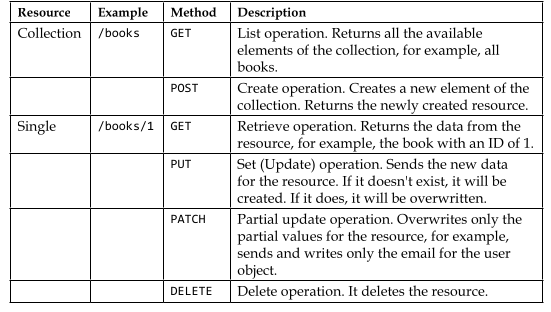 Resource Example Method Description
Collection /books GET List operation. Returns all the available
elements of the collection, for example, all
books.
POST Create operation. Creates a new element of the
collection. Returns the newly created resource.
Single /books/1 GET Retrieve operation. Returns the data from the
resource, for example, the book with an ID of 1.
PUT Set (Update) operation. Sends the new data
for the resource. If it doesn't exist, it will be
created. If it does, it will be overwritten.
PATCH Partial update operation. Overwrites only the
partial values for the resource, for example,
sends and writes only the email for the user
object.
DELETE Delete operation. It deletes the resource.